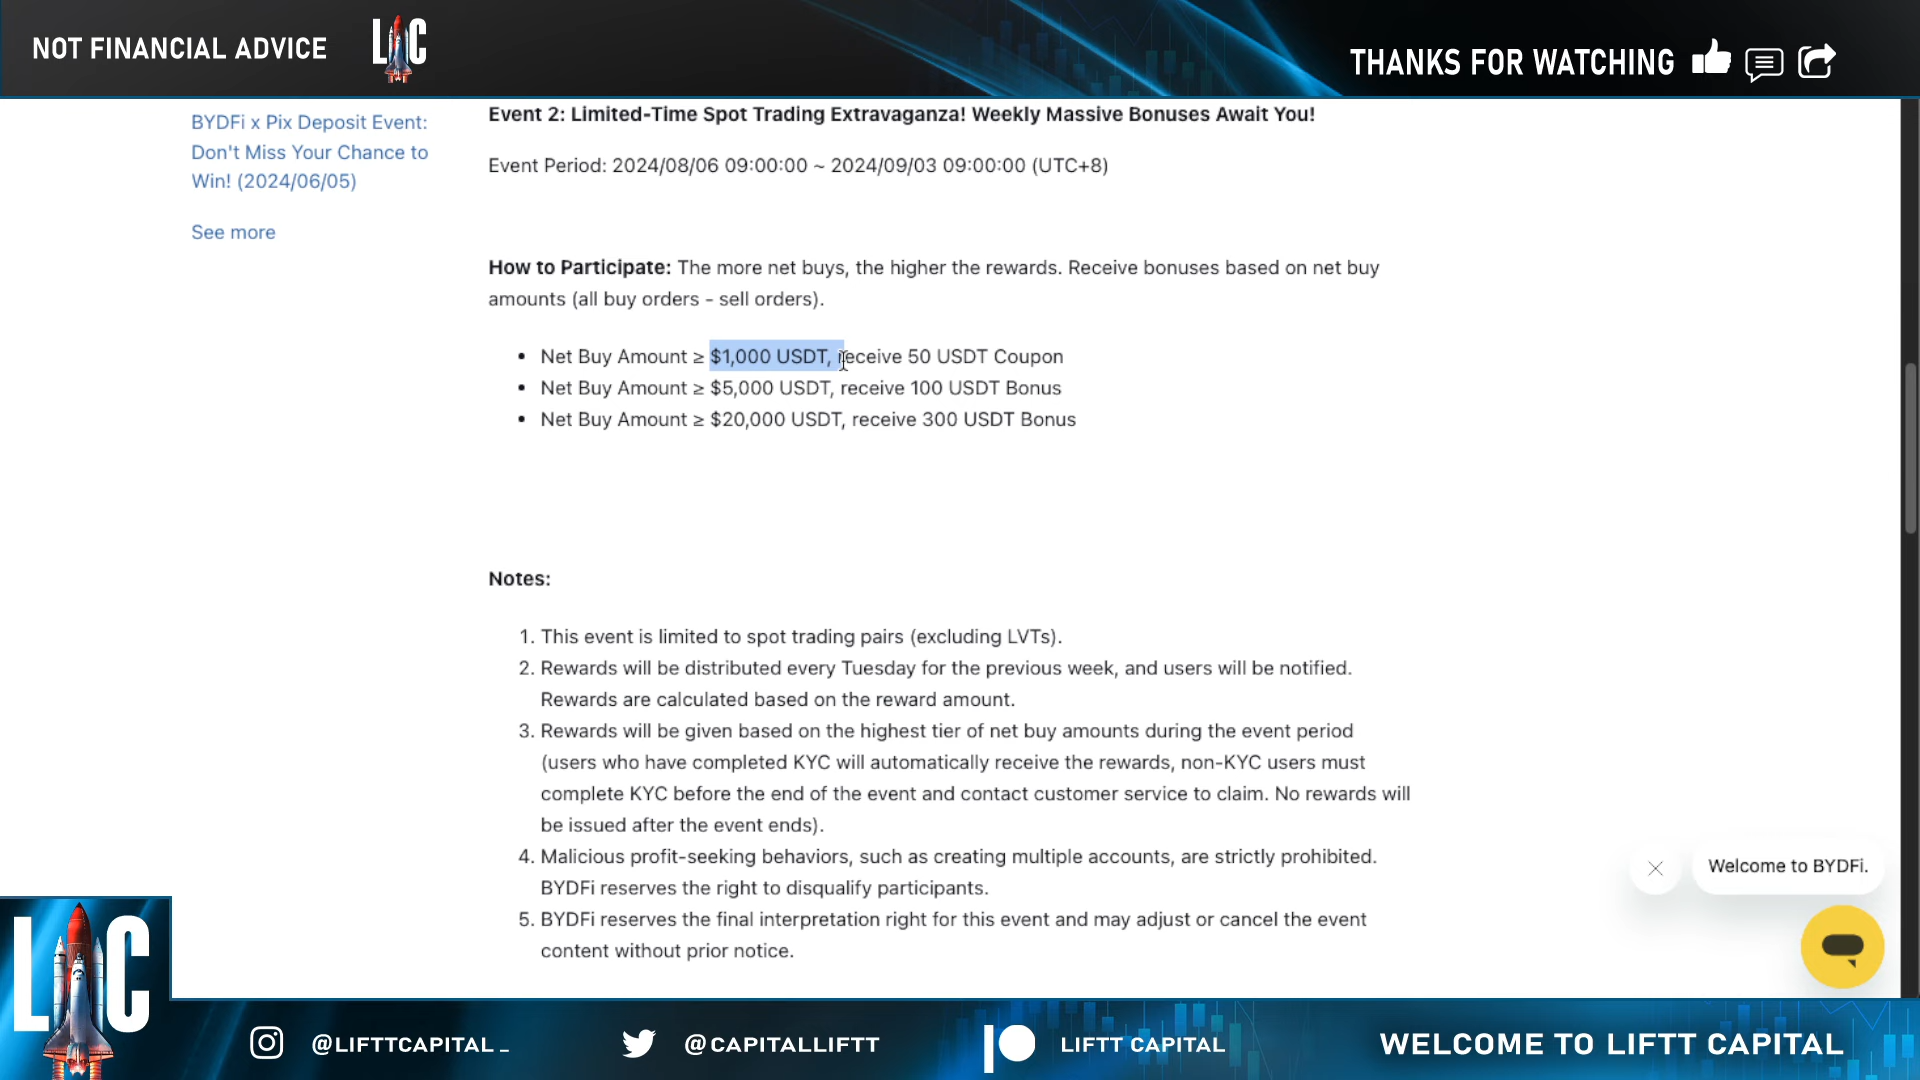 NOT FINANCIAL ADVICE
LC
THANKS FOR WATCHING
BYDFi x Pix Deposit Event:
Don't Miss Your Chance to
Win! (2024/06/05)
See more
Event 2: Limited-Time Spot Trading Extravaganza! Weekly Massive Bonuses Await You!
Event Period: 2024/08/06 09:00:00 ~ 2024/09/03 09:00:00 (UTC+8)
How to Participate: The more net buys, the higher the rewards. Receive bonuses based on net buy
amounts (all buy orders - sell orders).
• Net Buy Amount ≥ $1,000 USDT, receive 50 USDT Coupon
• Net Buy Amount ≥ $5,000 USDT, receive 100 USDT Bonus
• Net Buy Amount ≥ $20,000 USDT, receive 300 USDT Bonus
Notes:
1. This event is limited to spot trading pairs (excluding LVTs).
2. Rewards will be distributed every Tuesday for the previous week, and users will be notified.
Rewards are calculated based on the reward amount.
3. Rewards will be given based on the highest tier of net buy amounts during the event period
(users who have completed KYC will automatically receive the rewards, non-KYC users must
complete KYC before the end of the event and contact customer service to claim. No rewards will
be issued after the event ends).
4. Malicious profit-seeking behaviors, such as creating multiple accounts, are strictly prohibited.
BYDFi reserves the right to disqualify participants.
5. BYDFi reserves the final interpretation right for this event and may adjust or cancel the event
content without prior notice.
Welcome to BYDFi.
LC
@LIFTTCAPITAL_
@CAPITALLIFTT
LIFTT CAPITAL
WELCOME TO LIFTT CAPITAL